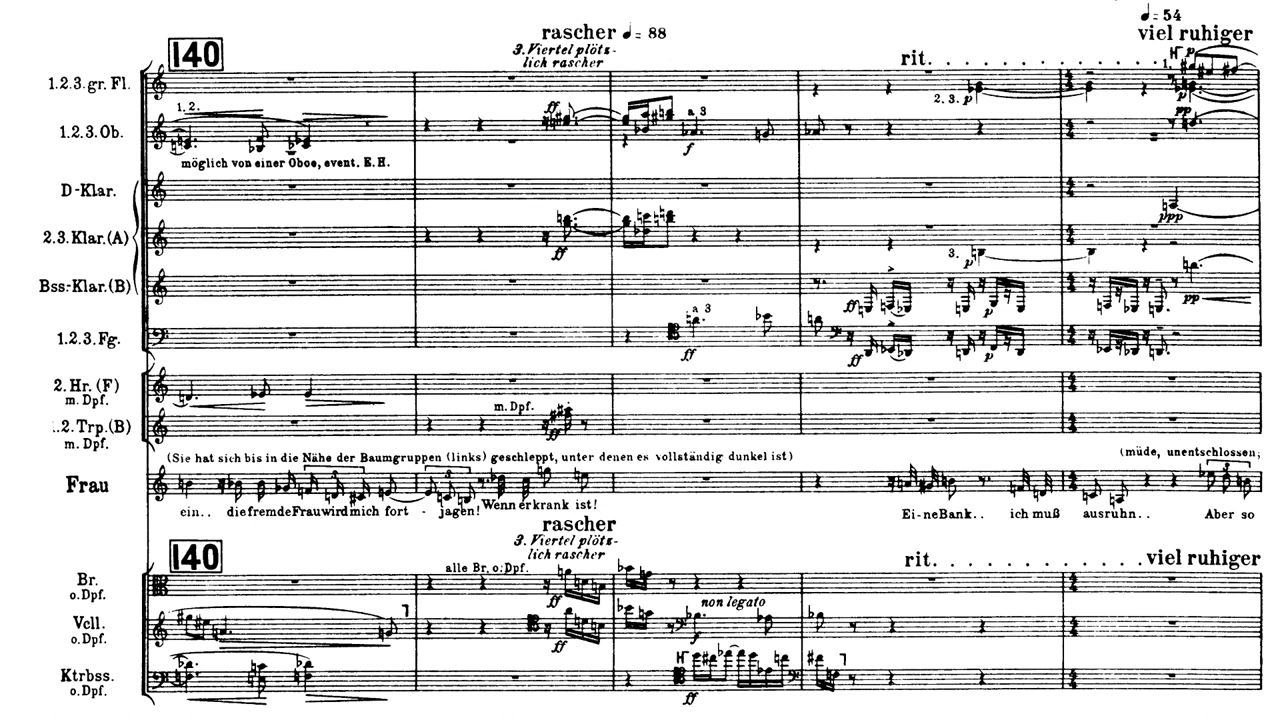 ♩= 54
rascher ♩= 88
viel ruhiger
140
3. Viertel plötz-
lich rascher
rit. . . . . . . . . . . .
1.
p
1.2.3. gr. Fl.
2. 3. p
p
1. 2.
ff
a 3
pp
1.2.3. Ob.
f
möglich von einer Oboe, event. E. H.
D-Klar.
ppp
2.3. Klar. (A)
ff
3. p
Bss.-Klar. (B)
ff
p
pp
a 3
1.2.3. Fg.
ff
ff
p
2. Hr. (F)
m. Dpf.
m. Dpf.
.2. Trp. (B)
ff
m. Dpf.
(Sie hat sich bis in die Nähe der Baumgruppen (links) geschleppt, unter denen es vollständig dunkel ist)
(müde, unentschlossen;
3 3 3
Frau
ein.. die fremde Frau wird mich fort - jagen! Wenn er krank ist!
Ei-ne Bank.. ich muß ausruhn.. Aber so
rascher
140
3. Viertel plötz-
lich rascher
rit. . . . . . . . . . . . viel ruhiger
alle Br. o. Dpf.
Br.
o. Dpf.
ff
non legato
Vcll.
o. Dpf.
ff
f
Ktrbss.
o. Dpf.
ff